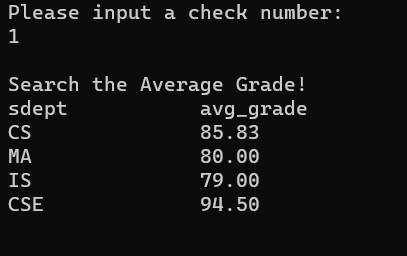 Please input a check number:
1
Search the Average Grade!
sdept avg_grade
CS 85.83
MA 80.00
IS 79.00
CSE 94.50